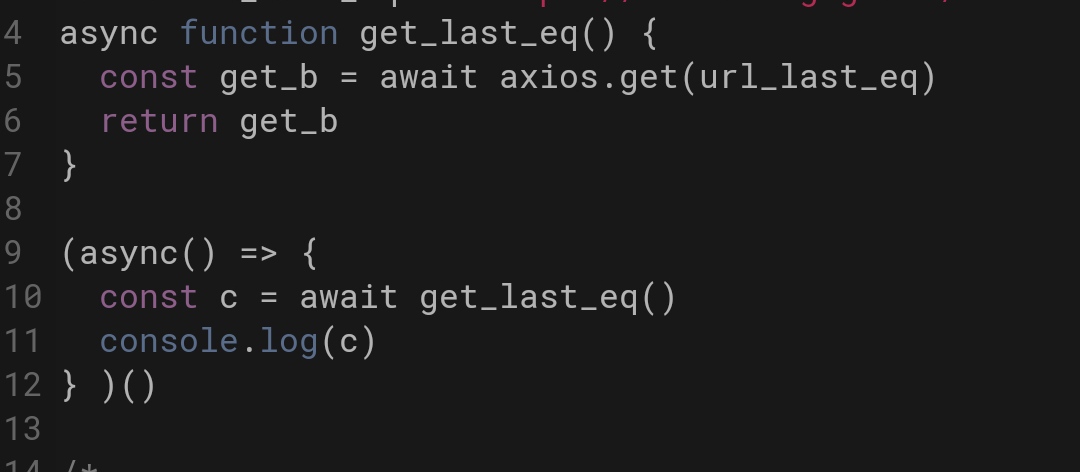 4 async function get_last_eq() {
5 const get_b = await axios.get(url_last_eq)
6 return get_b
7 }
8
9 (async() => {
10 const c = await get_last_eq()
11 console.log(c)
12 } )()
13
14 /*